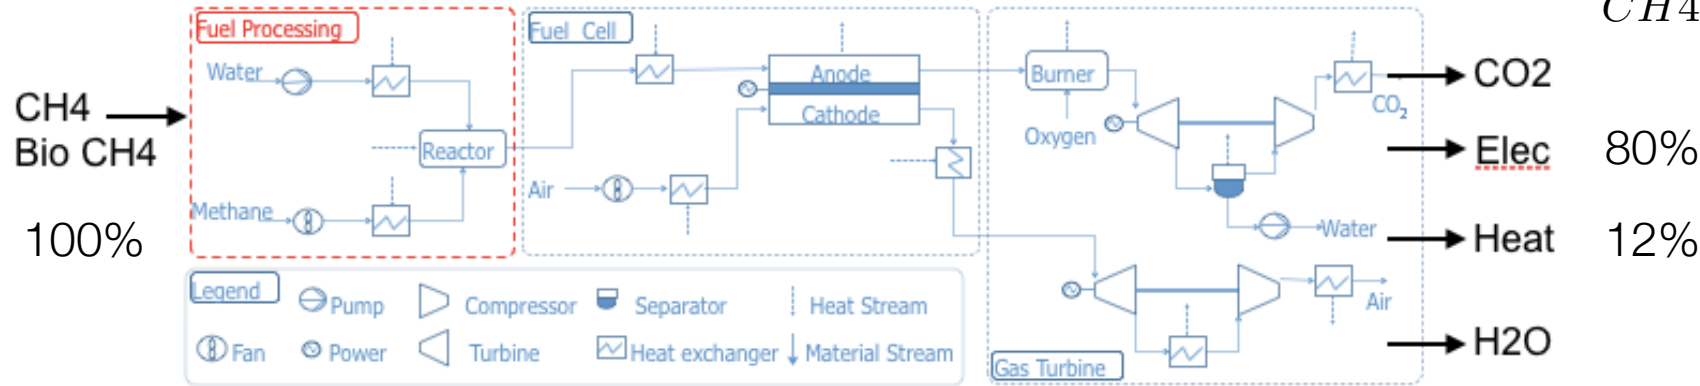 CH4
Fuel Processing
Fuel Cell
Water
Anode
Burner
CO2
CO2
CH4
Cathode
Oxygen
Bio CH4
Reactor
Elec
80%
Air
Methane
Water
100%
Heat
12%
Legend
Pump
Compressor
Separator
Heat Stream
Air
Fan
Power
Turbine
Heat exchanger
Material Stream
H2O
Gas Turbine